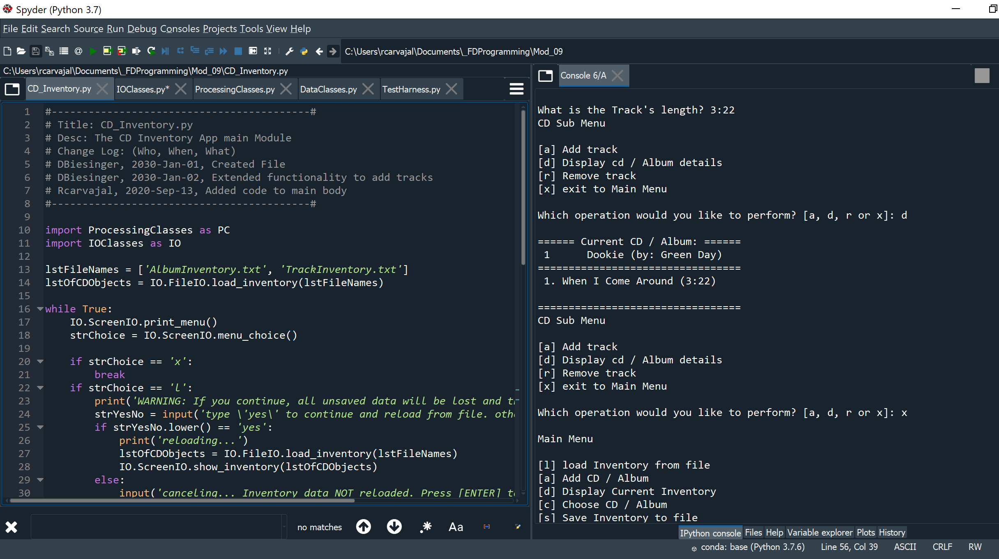 Spyder (Python 3.7)
File Edit Search Source Run Debug Consoles Projects Tools View Help
C:\Users\rcarvajal\Documents\_FDProgramming\Mod_09
C:\Users\rcarvajal\Documents\_FDProgramming\Mod_09\CD_Inventory.py
CD_Inventory.py IOClasses.py* ProcessingClasses.py DataClasses.py TestHarness.py
1 #------------------------------------------#
2 # Title: CD_Inventory.py
3 # Desc: The CD Inventory App main Module
4 # Change Log: (Who, When, What)
5 # DBiesinger, 2030-Jan-01, Created File
6 # DBiesinger, 2030-Jan-02, Extended functionality to add tracks
7 # Rcarvajal, 2020-Sep-13, Added code to main body
8 #------------------------------------------#
9
10 import ProcessingClasses as PC
11 import IOClasses as IO
12
13 lstFileNames = ['AlbumInventory.txt', 'TrackInventory.txt']
14 lstOfCDObjects = IO.FileIO.load_inventory(lstFileNames)
15
16 while True:
17     IO.ScreenIO.print_menu()
18     strChoice = IO.ScreenIO.menu_choice()
19
20     if strChoice == 'x':
21         break
22     if strChoice == 'l':
23         print('WARNING: If you continue, all unsaved data will be lost and
24         strYesNo = input('type \'yes\' to continue and reload from file.
25         if strYesNo.lower() == 'yes':
26             print('reloading...')
27             lstOfCDObjects = IO.FileIO.load_inventory(lstFileNames)
28             IO.ScreenIO.show_inventory(lstOfCDObjects)
29         else:
30             input('canceling... Inventory data NOT reloaded. Press [ENTER]
no matches Aa
Console 6/A
What is the Track's length? 3:22
CD Sub Menu
[a] Add track
[d] Display cd / Album details
[r] Remove track
[x] exit to Main Menu
Which operation would you like to perform? [a, d, r or x]: d
====== Current CD / Album: ======
1      Dookie (by: Green Day)
=================================
1. When I Come Around (3:22)
=================================
CD Sub Menu
[a] Add track
[d] Display cd / Album details
[r] Remove track
[x] exit to Main Menu
Which operation would you like to perform? [a, d, r or x]: x
Main Menu
[l] load Inventory from file
[a] Add CD / Album
[d] Display Current Inventory
[c] Choose CD / Album
[s] Save Inventory to file
IPython console Files Help Variable explorer Plots History
conda: base (Python 3.7.6) Line 56, Col 39 ASCII CRLF RW